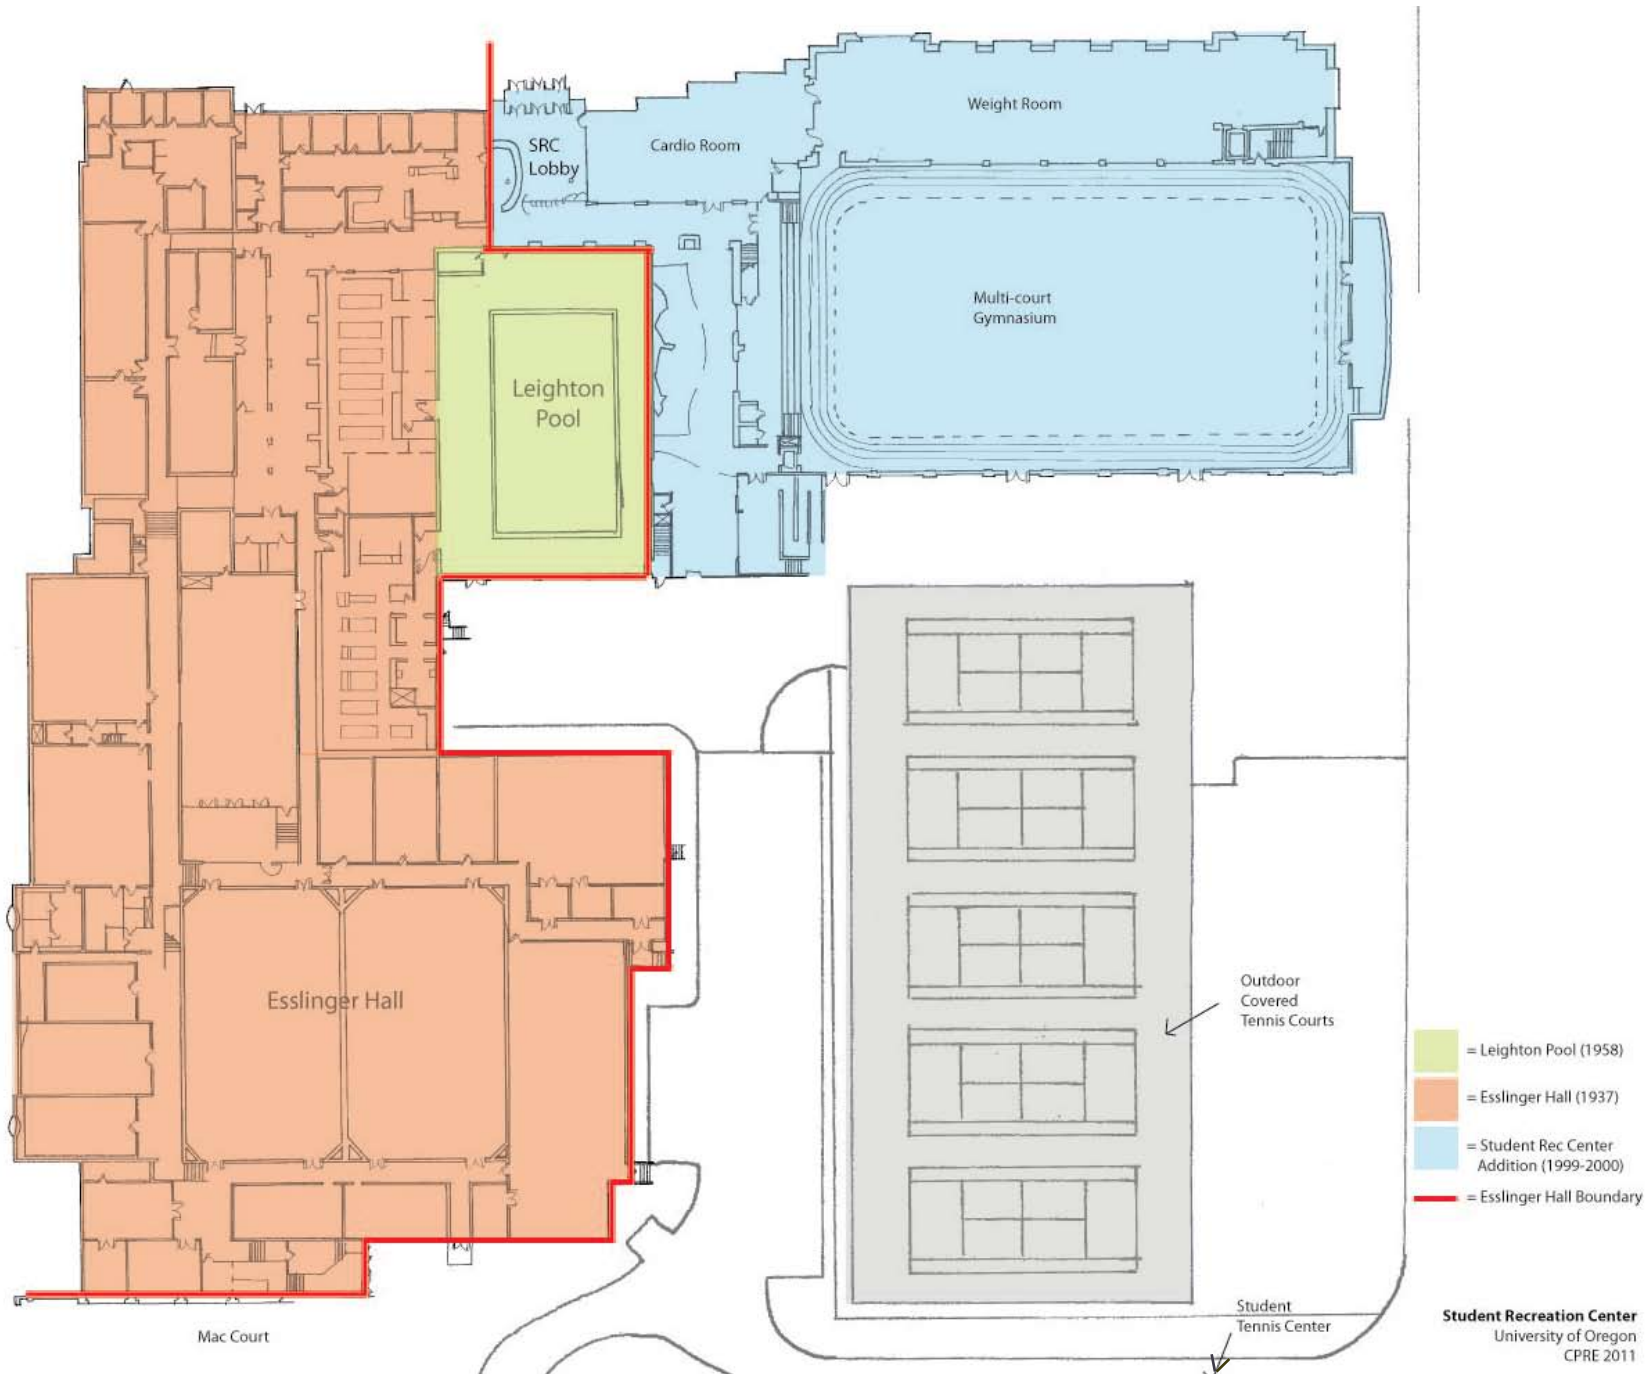 Weight Room
SRC
Lobby
Cardio Room
Multi-court
Gymnasium
Leighton
Pool
Esslinger Hall
Outdoor
Covered
Tennis Courts
= Leighton Pool (1958)
= Esslinger Hall (1937)
= Student Rec Center
Addition (1999-2000)
= Esslinger Hall Boundary
Mac Court
Student
Tennis Center
Student Recreation Center
University of Oregon
CPRE 2011